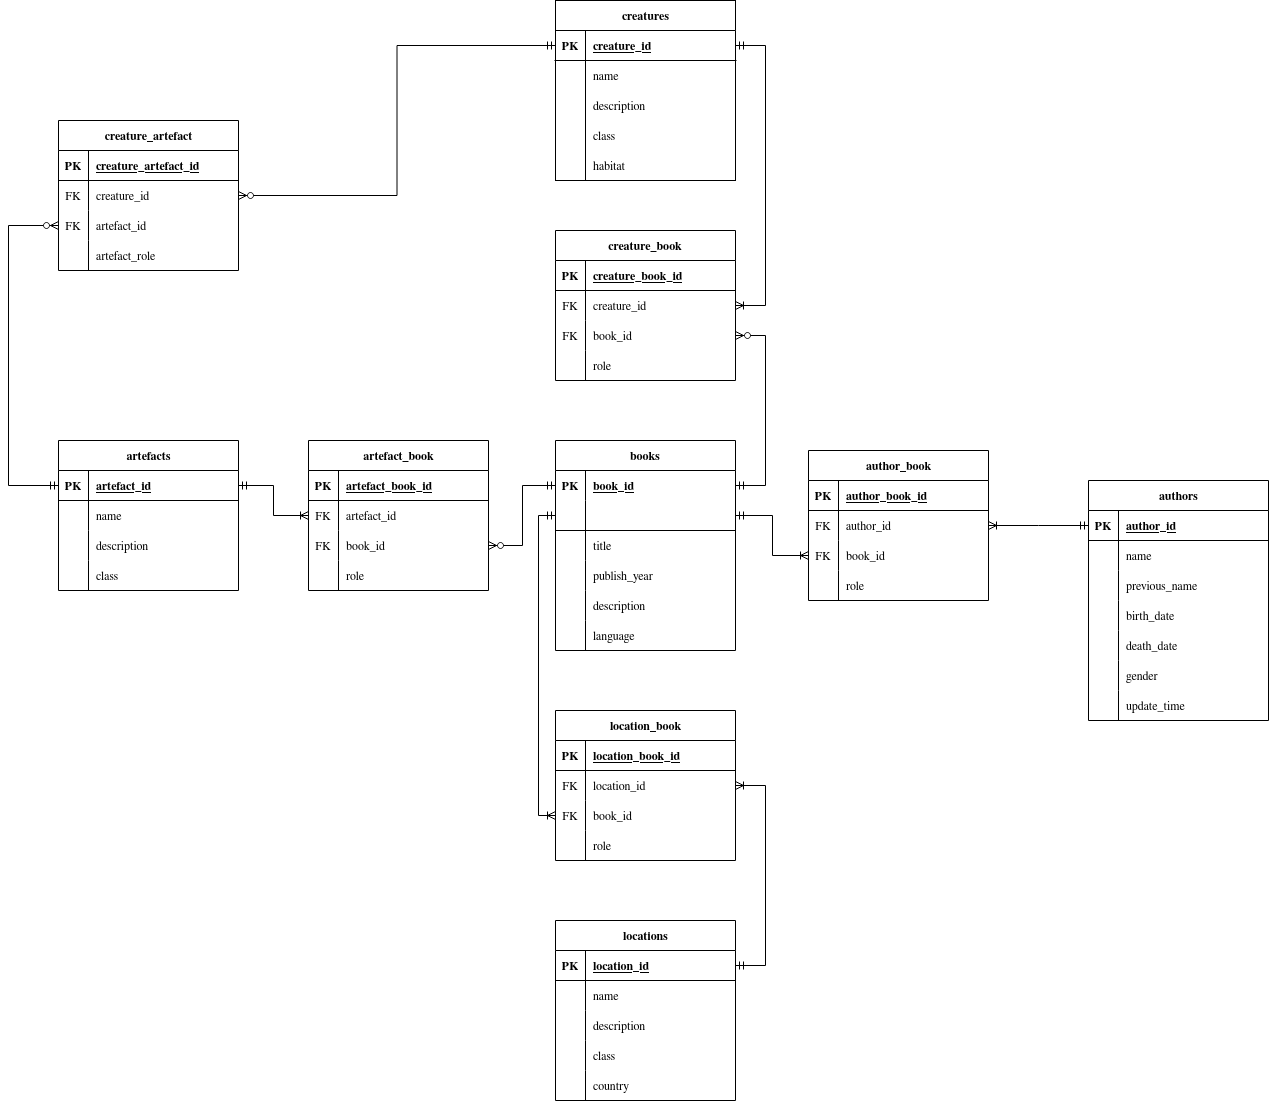 creatures
PK creature_id
name
description
class
habitat
creature_artefact
PK creature_artefact_id
FK creature_id
FK artefact_id
artefact_role
creature_book
PK creature_book_id
FK creature_id
FK book_id
role
artefacts
PK artefact_id
name
description
class
artefact_book
PK artefact_book_id
FK artefact_id
FK book_id
role
books
PK book_id
title
publish_year
description
language
author_book
PK author_book_id
FK author_id
FK book_id
role
authors
PK author_id
name
previous_name
birth_date
death_date
gender
update_time
location_book
PK location_book_id
FK location_id
FK book_id
role
locations
PK location_id
name
description
class
country